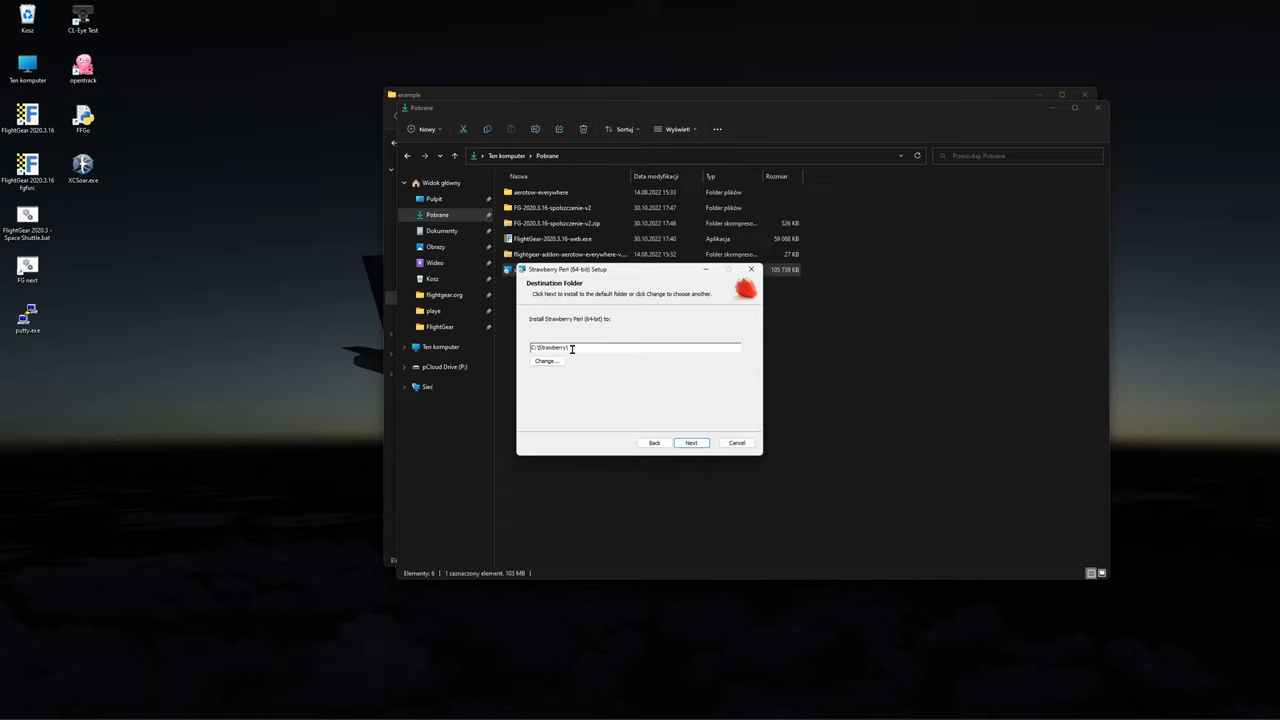 Kosz
CL-Eye Test
Ten komputer
opentrack
FlightGear 2020.3.16
FFGo
FlightGear 2020.3.16
fgfsrc
XCSoar.exe
FlightGear 2020.3 -
Space Shuttle.bat
FG next
putty.exe
example
Pobrane
Nowy
Sortuj
Wyświetl
Ten komputer
Pobrane
Przeszukaj: Pobrane
Widok główny
Pulpit
Pobrane
Dokumenty
Obrazy
Wideo
Kosz
flightgear.org
playe
FlightGear
Ten komputer
pCloud Drive (P:)
Sieć
Nazwa Data modyfikacji Typ Rozmiar
aerotow-everywhere 14.08.2022 15:33 Folder plików
FG-2020.3.16-spolszczenie-v2 30.10.2022 17:47 Folder plików
FG-2020.3.16-spolszczenie-v2.zip 30.10.2022 17:46 Folder skompreso... 526 KB
FlightGear-2020.3.16-web.exe 30.10.2022 17:40 Aplikacja 59 088 KB
flightgear-addon-aerotow-everywhere-v... 14.08.2022 15:32 Folder skompreso... 27 KB
105 739 KB
Strawberry Perl (64-bit) Setup
Destination Folder
Click Next to install to the default folder or click Change to choose another.
Install Strawberry Perl (64-bit) to:
C:\Strawberry\
Change...
Back
Next
Cancel
Elementy: 6
1 zaznaczony element. 103 MB